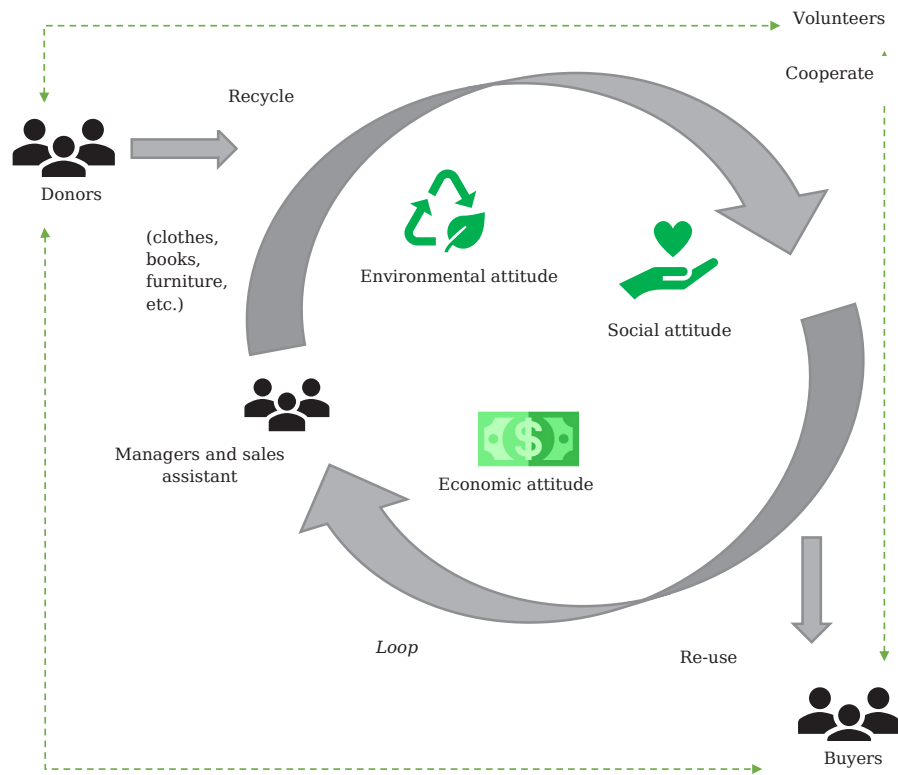 Volunteers
Cooperate
Recycle
Donors
(clothes,
books,
furniture,
etc.)
Environmental attitude
Social attitude
Managers and sales
assistant
Economic attitude
Loop
Re-use
Buyers